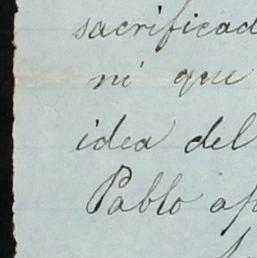 sacrificad
ni que
idea del
Pablo